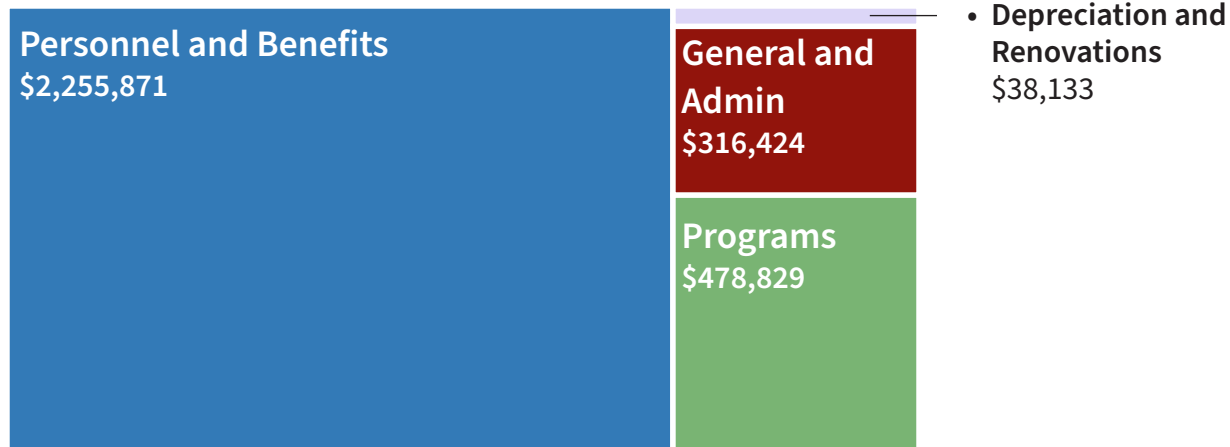 Personnel and Benefits
$2,255,871
General and
Admin
$316,424
Programs
$478,829
• Depreciation and
Renovations
$38,133